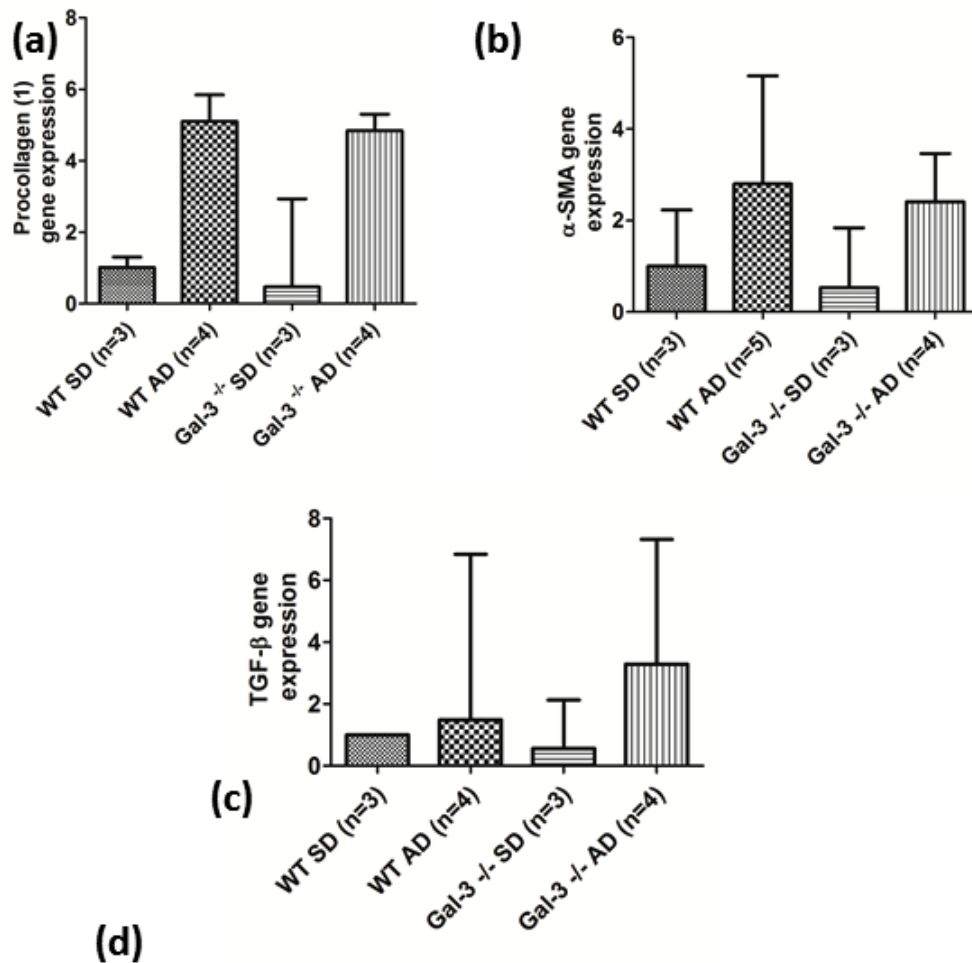 (a)
Procollagen (1)
gene expression
8
6
4
2
0
WT SD (n=3)
WT AD (n=4)
Gal-3 -/- SD (n=3)
Gal-3 -/- AD (n=4)
(b)
α-SMA gene
expression
6
4
2
0
WT SD (n=3)
WT AD (n=5)
Gal-3 -/- SD (n=3)
Gal-3 -/- AD (n=4)
TGF-β gene
expression
8
6
4
2
0
(c)
WT SD (n=3)
WT AD (n=4)
Gal-3 -/- SD (n=3)
Gal-3 -/- AD (n=4)
(d)